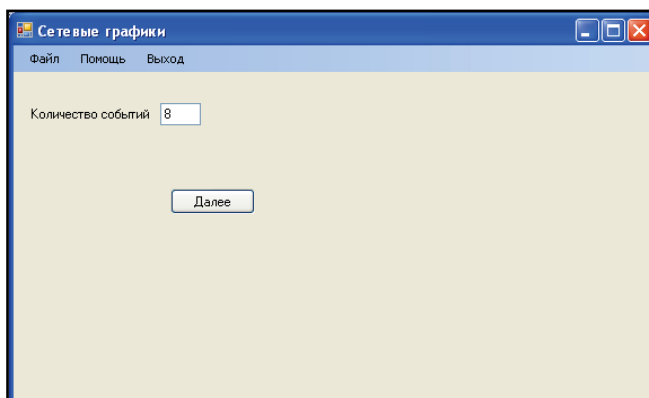 Сетевые графики
Файл Помощь Выход
Количество событий 8
Далее